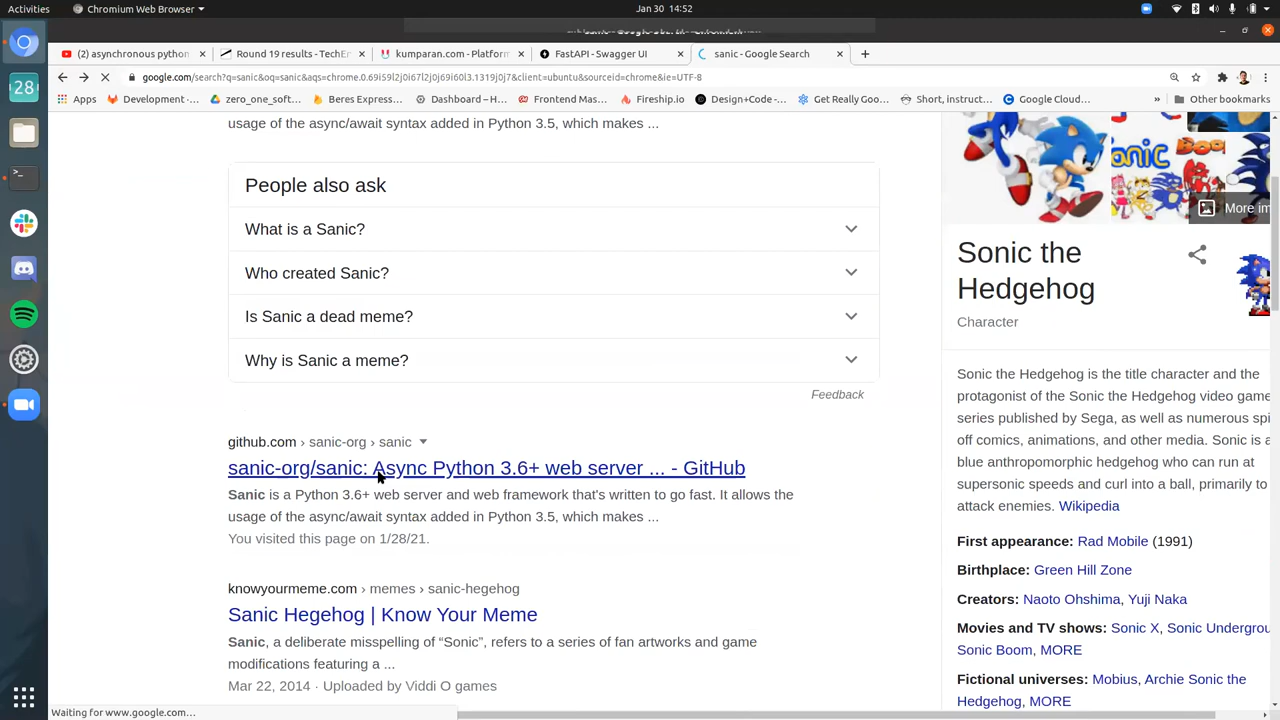 Activities
Chromium Web Browser
Jan 30 14:52
(2) asynchronous python
Round 19 results - TechEm
kumparan.com - Platform
FastAPI - Swagger UI
sanic - Google Search
google.com/search?q=sanic&oq=sanic&aqs=chrome.0.69i59l2j0i67l2j0l3j69i60l3.1319j0j7&client=ubuntu&sourceid=chrome&ie=UTF-8
Apps
Development ·...
zero_one_soft...
Beres Express...
Dashboard – H...
Frontend Mas...
Fireship.io
Design+Code -...
Get Really Goo...
Short, instruct...
Google Cloud...
»
Other bookmarks
28
usage of the async/await syntax added in Python 3.5, which makes ...
People also ask
What is a Sanic?
Who created Sanic?
Is Sanic a dead meme?
Why is Sanic a meme?
Feedback
github.com › sanic-org › sanic
sanic-org/sanic: Async Python 3.6+ web server ... - GitHub
Sanic is a Python 3.6+ web server and web framework that's written to go fast. It allows the
usage of the async/await syntax added in Python 3.5, which makes ...
You visited this page on 1/28/21.
knowyourmeme.com › memes › sanic-hegehog
Sanic Hegehog | Know Your Meme
Sanic, a deliberate misspelling of “Sonic”, refers to a series of fan artworks and game
modifications featuring a ...
Mar 22, 2014 · Uploaded by Viddi O games
More im
Sonic the
Hedgehog
Character
Sonic the Hedgehog is the title character and the
protagonist of the Sonic the Hedgehog video game
series published by Sega, as well as numerous spi
off comics, animations, and other media. Sonic is a
blue anthropomorphic hedgehog who can run at
supersonic speeds and curl into a ball, primarily to
attack enemies. Wikipedia
First appearance: Rad Mobile (1991)
Birthplace: Green Hill Zone
Creators: Naoto Ohshima, Yuji Naka
Movies and TV shows: Sonic X, Sonic Undergrou
Sonic Boom, MORE
Fictional universes: Mobius, Archie Sonic the
Hedgehog, MORE
Waiting for www.google.com...